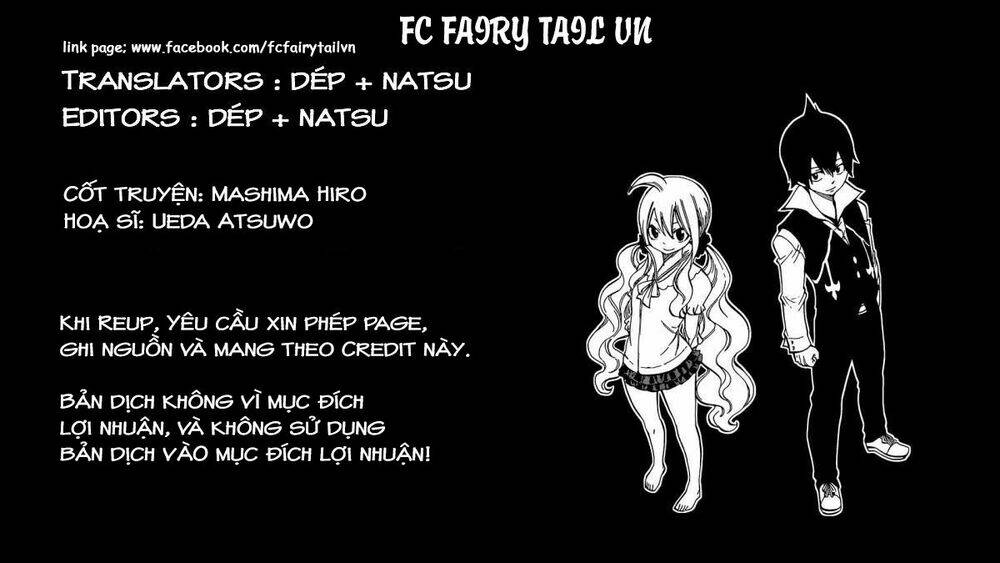 FC FAIRY TAIL VN
link page; www.facebook.com/fcfairytailvn
TRANSLATORS : DÉP + NATSU
EDITORS : DÉP + NATSU
CỐT TRUYỆN: MASHIMA HIRO
HOẠ SĨ: UEDA ATSUWO
KHI REUP, YÊU CẦU XIN PHÉP PAGE,
GHI NGUỒN VÀ MANG THEO CREDIT NÀY.
BẢN DỊCH KHÔNG VÌ MỤC ĐÍCH
LỢI NHUẬN, VÀ KHÔNG SỬ DỤNG
BẢN DỊCH VÀO MỤC ĐÍCH LỢI NHUẬN!